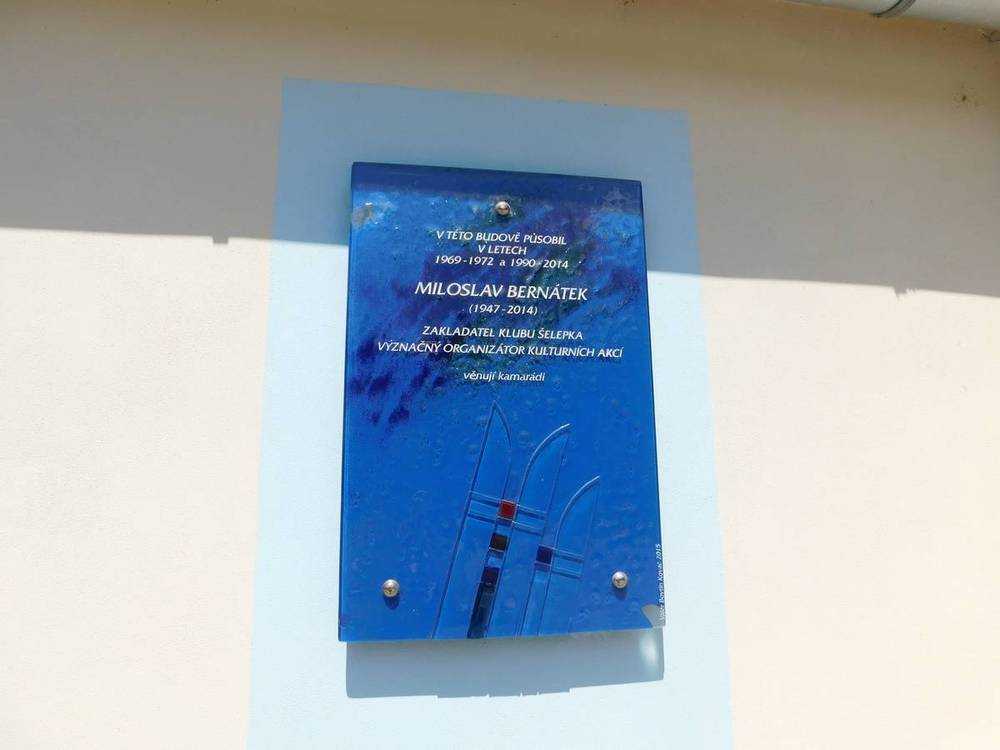 V TÉTO BUDOVĚ PŮSOBIL
V LETECH
1969-1972 a 1990-2014
MILOSLAV BERNÁTEK
(1947-2014)
ZAKLADATEL KLUBU ŠELEPKA
VÝZNAČNÝ ORGANIZÁTOR KULTURNÍCH AKCÍ
věnují kamarádi
2015